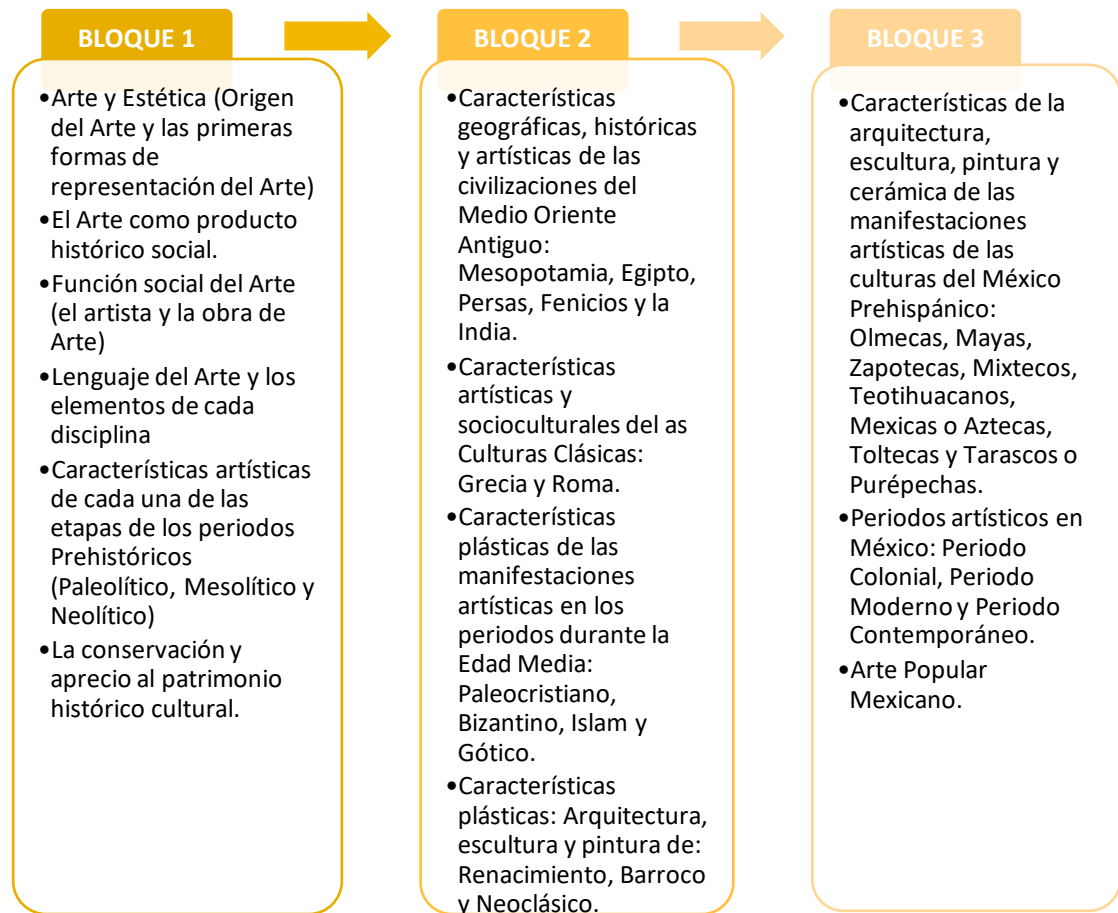 BLOQUE 1
•Arte y Estética (Origen
del Arte y las primeras
formas de
representación del Arte)
•El Arte como producto
histórico social.
•Función social del Arte
(el artista y la obra de
Arte)
•Lenguaje del Arte y los
elementos de cada
disciplina
•Características artísticas
de cada una de las
etapas de los periodos
Prehistóricos
(Paleolítico, Mesolítico y
Neolítico)
•La conservación y
aprecio al patrimonio
histórico cultural.
BLOQUE 2
•Características
geográficas, históricas
y artísticas de las
civilizaciones del
Medio Oriente
Antiguo:
Mesopotamia, Egipto,
Persas, Fenicios y la
India.
•Características
artísticas y
socioculturales del as
Culturas Clásicas:
Grecia y Roma.
•Características
plásticas de las
manifestaciones
artísticas en los
periodos durante la
Edad Media:
Paleocristiano,
Bizantino, Islam y
Gótico.
•Características
plásticas: Arquitectura,
escultura y pintura de:
Renacimiento, Barroco
y Neoclásico.
BLOQUE 3
•Características de la
arquitectura,
escultura, pintura y
cerámica de las
manifestaciones
artísticas de las
culturas del México
Prehispánico:
Olmecas, Mayas,
Zapotecas, Mixtecos,
Teotihuacanos,
Mexicas o Aztecas,
Toltecas y Tarascos o
Purépechas.
•Periodos artísticos en
México: Periodo
Colonial, Periodo
Moderno y Periodo
Contemporáneo.
•Arte Popular
Mexicano.